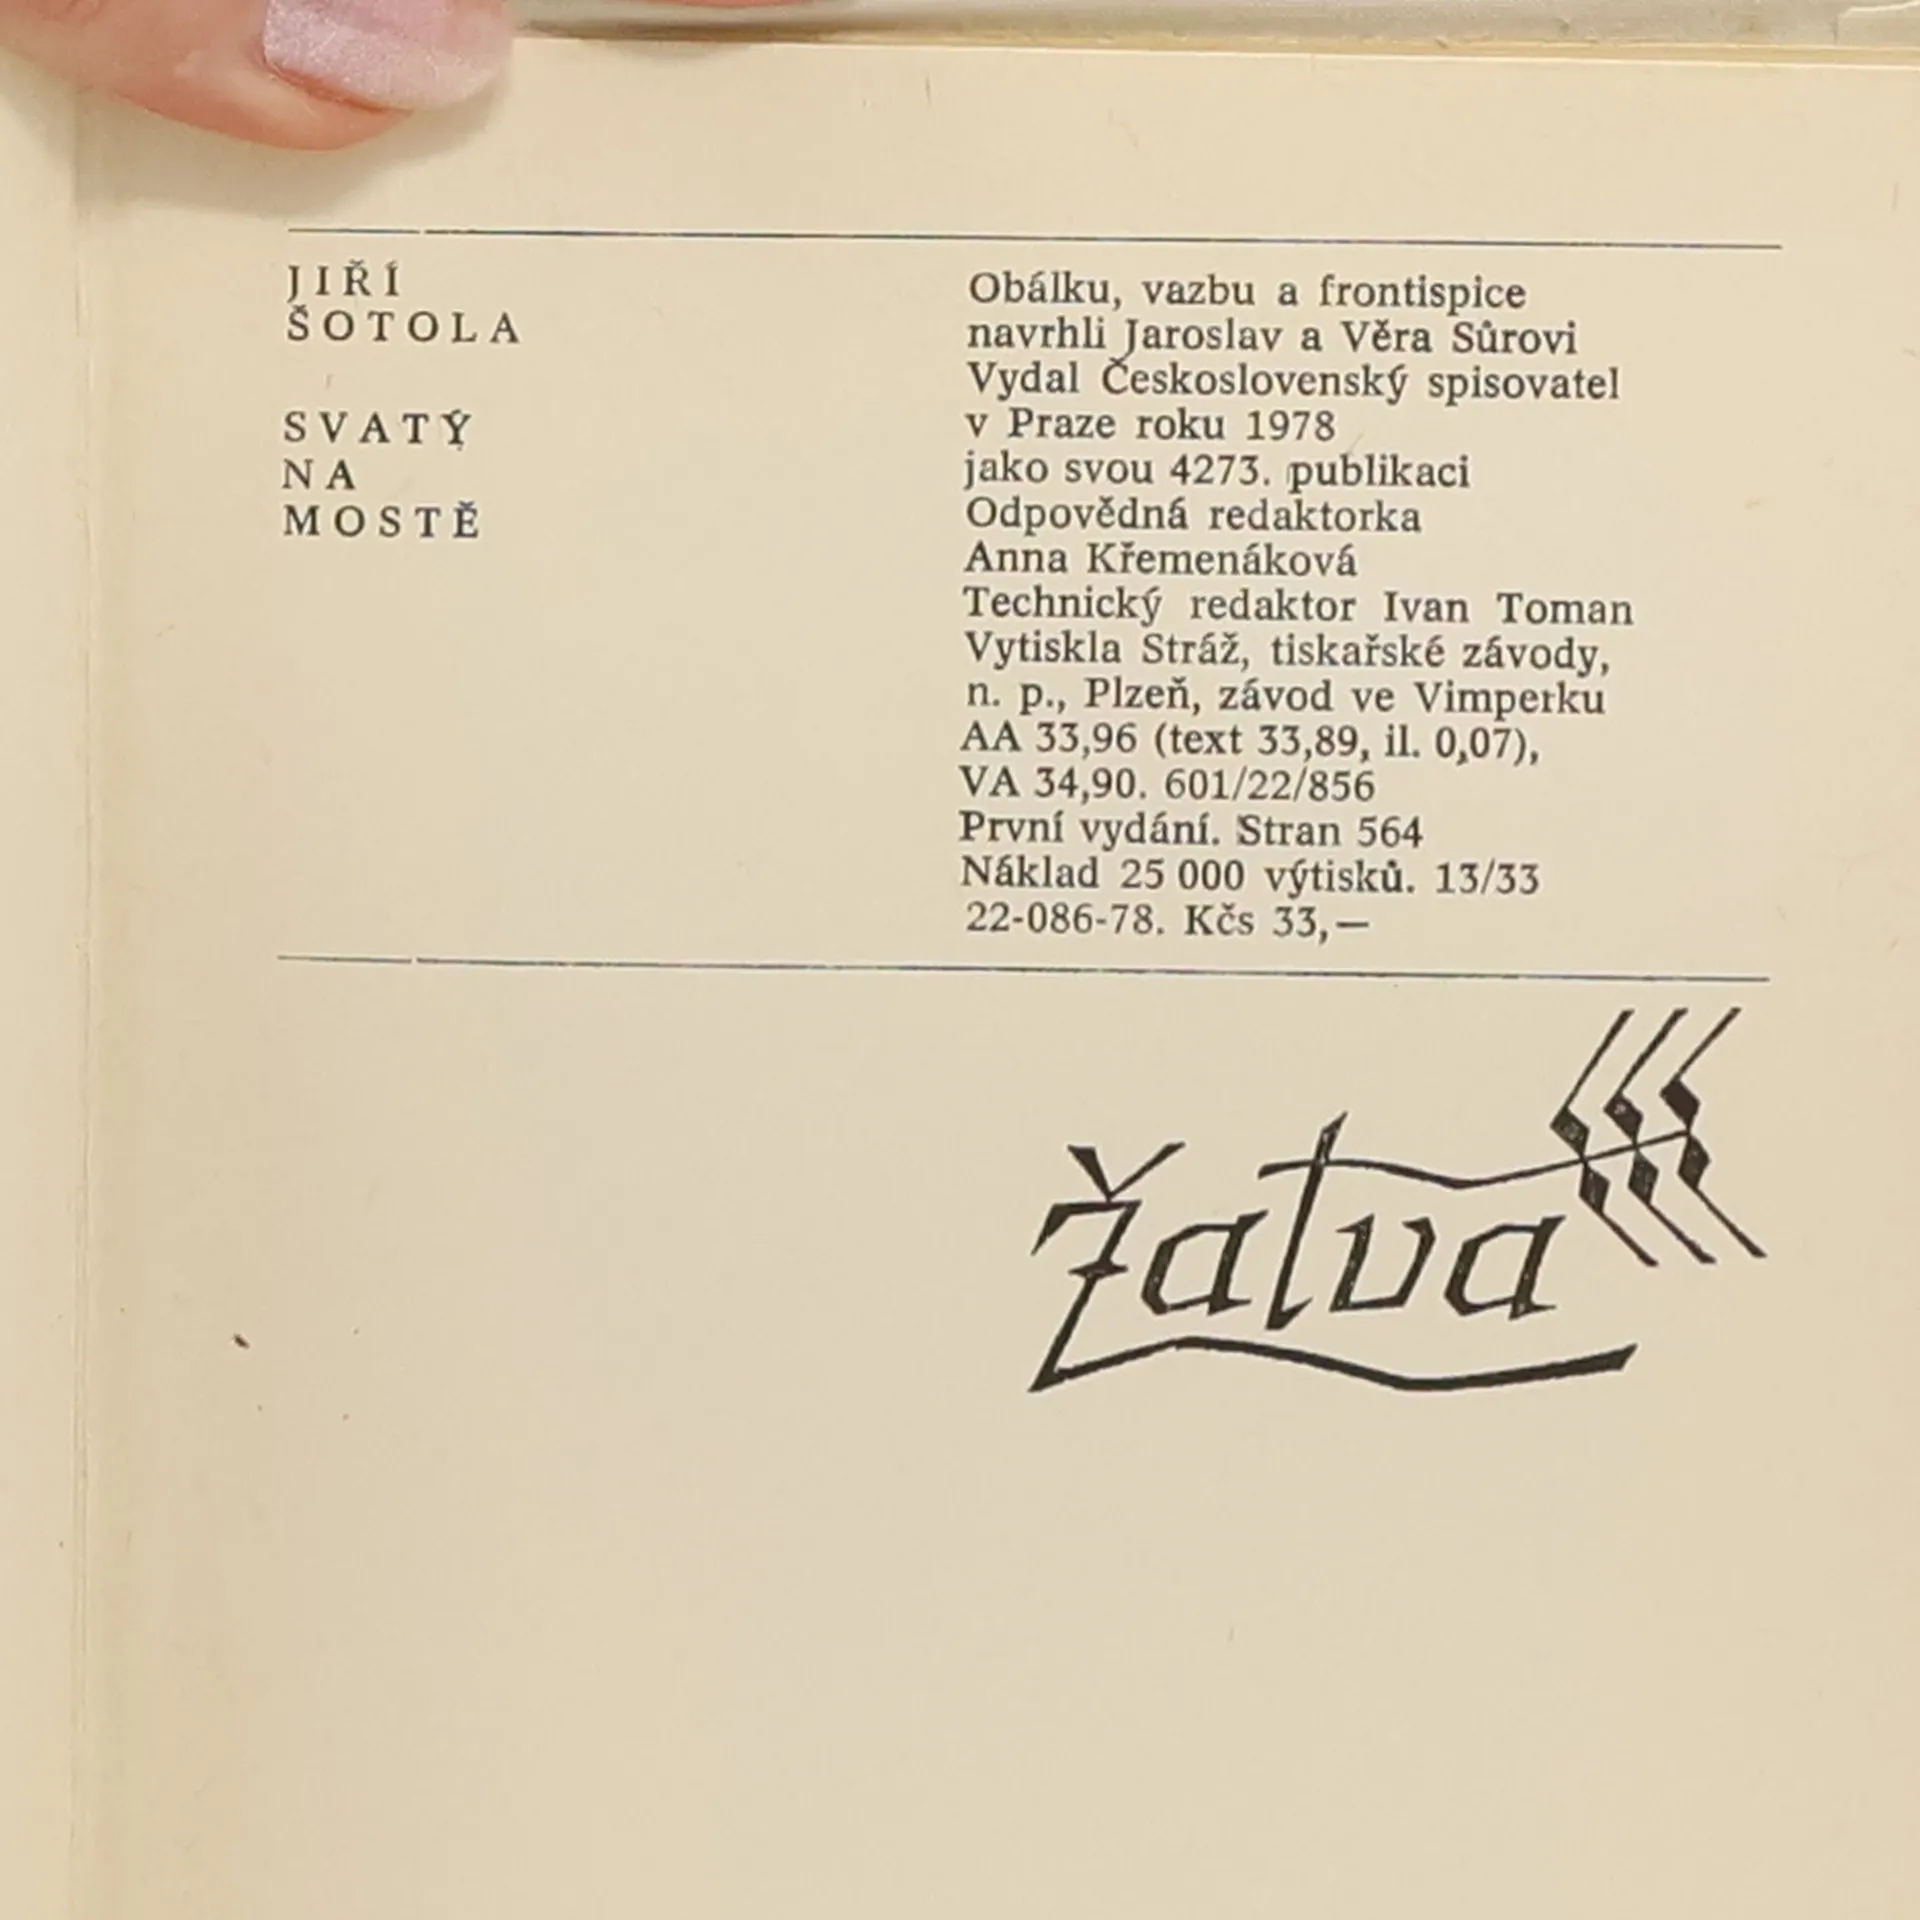 JIŘÍ
ŠOTOLA
SVATÝ
NA
MOSTĚ
Obálku, vazbu a frontispice
navrhli Jaroslav a Věra Sůrovi
Vydal Československý spisovatel
v Praze roku 1978
jako svou 4273. publikaci
Odpovědná redaktorka
Anna Křemenáková
Technický redaktor Ivan Toman
Vytiskla Stráž, tiskařské závody,
n. p., Plzeň, závod ve Vimperku
AA 33,96 (text 33,89, il. 0,07),
VA 34,90. 601/22/856
První vydání. Stran 564
Náklad 25 000 výtisků. 13/33
22-086-78. Kčs 33,—
Žatva